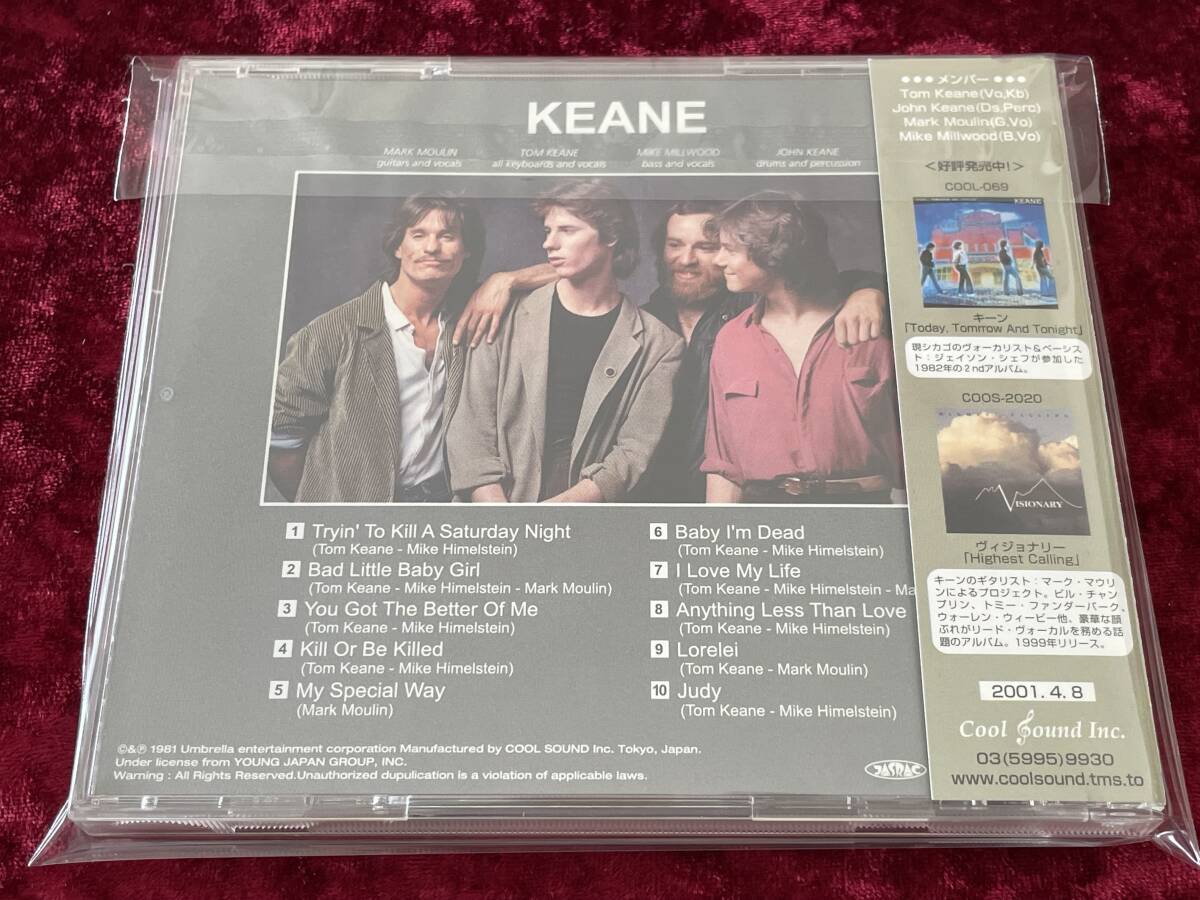 KEANE
MARK MOULIN
guitars and vocals
TOM KEANE
all keyboards and vocals
MIKE MILLWOOD
bass and vocals
JOHN KEANE
drums and percussion
1 Tryin' To Kill A Saturday Night
(Tom Keane - Mike Himelstein)
2 Bad Little Baby Girl
(Tom Keane - Mike Himelstein - Mark Moulin)
3 You Got The Better Of Me
(Tom Keane - Mike Himelstein)
4 Kill Or Be Killed
(Tom Keane - Mike Himelstein)
5 My Special Way
(Mark Moulin)
6 Baby I'm Dead
(Tom Keane - Mike Himelstein)
7 I Love My Life
(Tom Keane - Mike Himelstein - Ma
8 Anything Less Than Love
(Tom Keane - Mike Himelstein)
9 Lorelei
(Tom Keane - Mark Moulin)
10 Judy
(Tom Keane - Mike Himelstein)
©&℗ 1981 Umbrella entertainment corporation Manufactured by COOL SOUND Inc. Tokyo, Japan.
Under license from YOUNG JAPAN GROUP, INC.
Warning : All Rights Reserved.Unauthorized dupulication is a violation of applicable laws.
JASRAC
●●●メンバー●●●
Tom Keane(Vo,Kb)
John Keane(Ds,Perc)
Mark Moulin(G,Vo)
Mike Millwood(B,Vo)
＜好評発売中！＞
COOL-069
KEANE
キーン
「Today, Tomrrow And Tonight」
現シカゴのヴォーカリスト&ベーシス
ト：ジェイソン・シェフが参加した
1982年の2ndアルバム。
COOS-2020
VISIONARY
ヴィジョナリー
「Highest Calling」
キーンのギタリスト：マーク・マウリ
ンによるプロジェクト。ビル・チャン
プリン、トミー・ファンダーバーク、
ウォーレン・ウィービー他、豪華な顔
ぶれがリード・ヴォーカルを務める話
題のアルバム。1999年リリース。
2001.4.8
Cool Sound Inc.
03(5995)9930
www.coolsound.tms.to